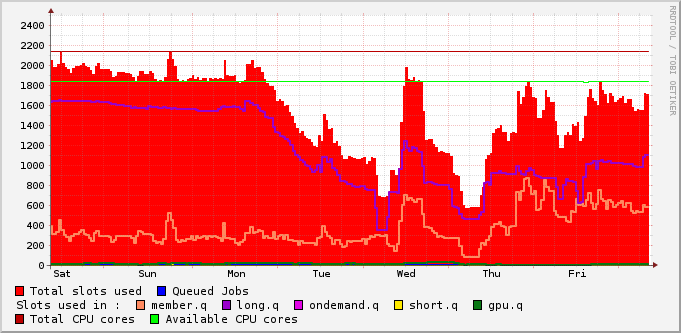 2400
2200
2000
1800
1600
1400
1200
1000
800
600
400
200
0
Sat Sun Mon Tue Wed Thu Fri
Total slots used Queued Jobs
Slots used in : member.q long.q ondemand.q short.q gpu.q
Total CPU cores Available CPU cores
RRDTOOL / TOBI OETIKER